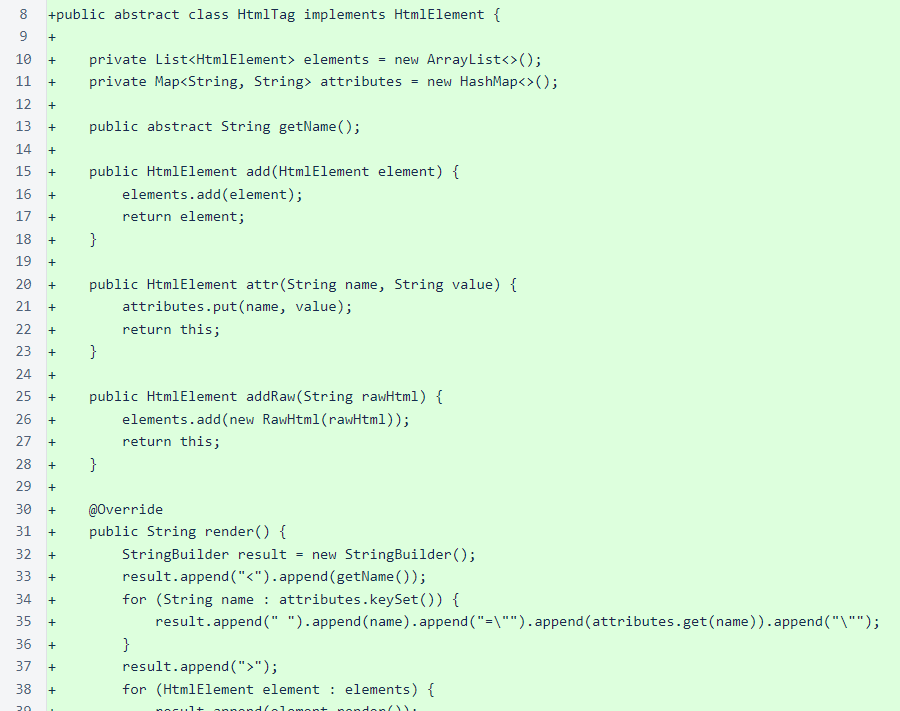 8 +public abstract class HtmlTag implements HtmlElement {
9 +
10 +    private List<HtmlElement> elements = new ArrayList<>();
11 +    private Map<String, String> attributes = new HashMap<>();
12 +
13 +    public abstract String getName();
14 +
15 +    public HtmlElement add(HtmlElement element) {
16 +        elements.add(element);
17 +        return element;
18 +    }
19 +
20 +    public HtmlElement attr(String name, String value) {
21 +        attributes.put(name, value);
22 +        return this;
23 +    }
24 +
25 +    public HtmlElement addRaw(String rawHtml) {
26 +        elements.add(new RawHtml(rawHtml));
27 +        return this;
28 +    }
29 +
30 +    @Override
31 +    public String render() {
32 +        StringBuilder result = new StringBuilder();
33 +        result.append("<").append(getName());
34 +        for (String name : attributes.keySet()) {
35 +            result.append(" ").append(name).append("=\"").append(attributes.get(name)).append("\"");
36 +        }
37 +        result.append(">");
38 +        for (HtmlElement element : elements) {
39 +            result.append(element.render());